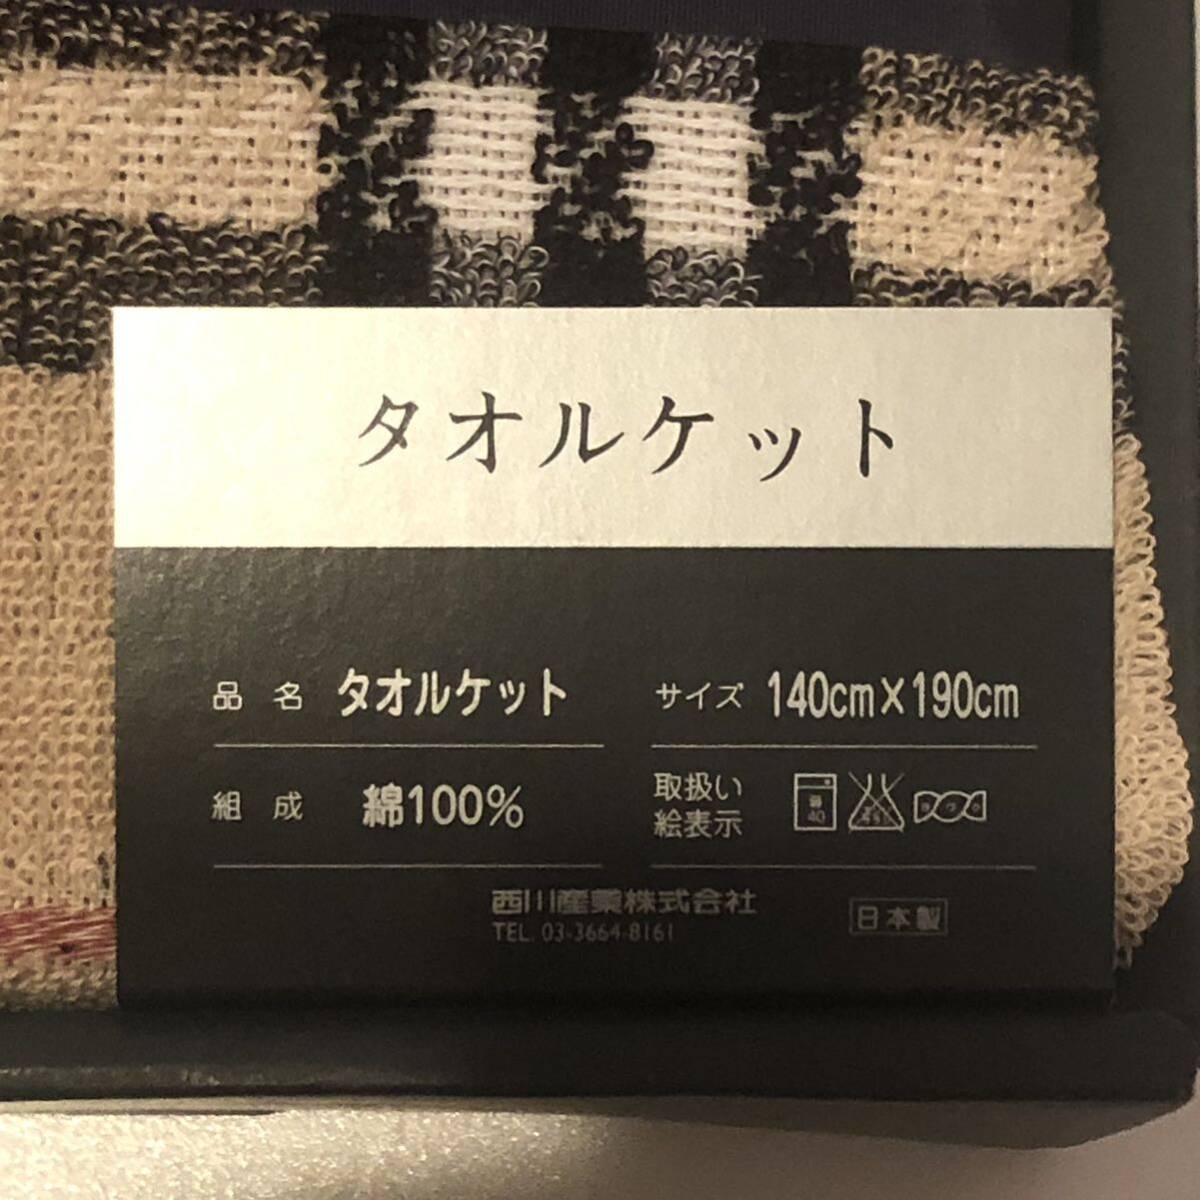 タオルケット
品名 タオルケット
サイズ 140cm×190cm
組成 綿100%
取扱い
絵表示
40
西川産業株式会社
TEL. 03-3664-8161
日本製